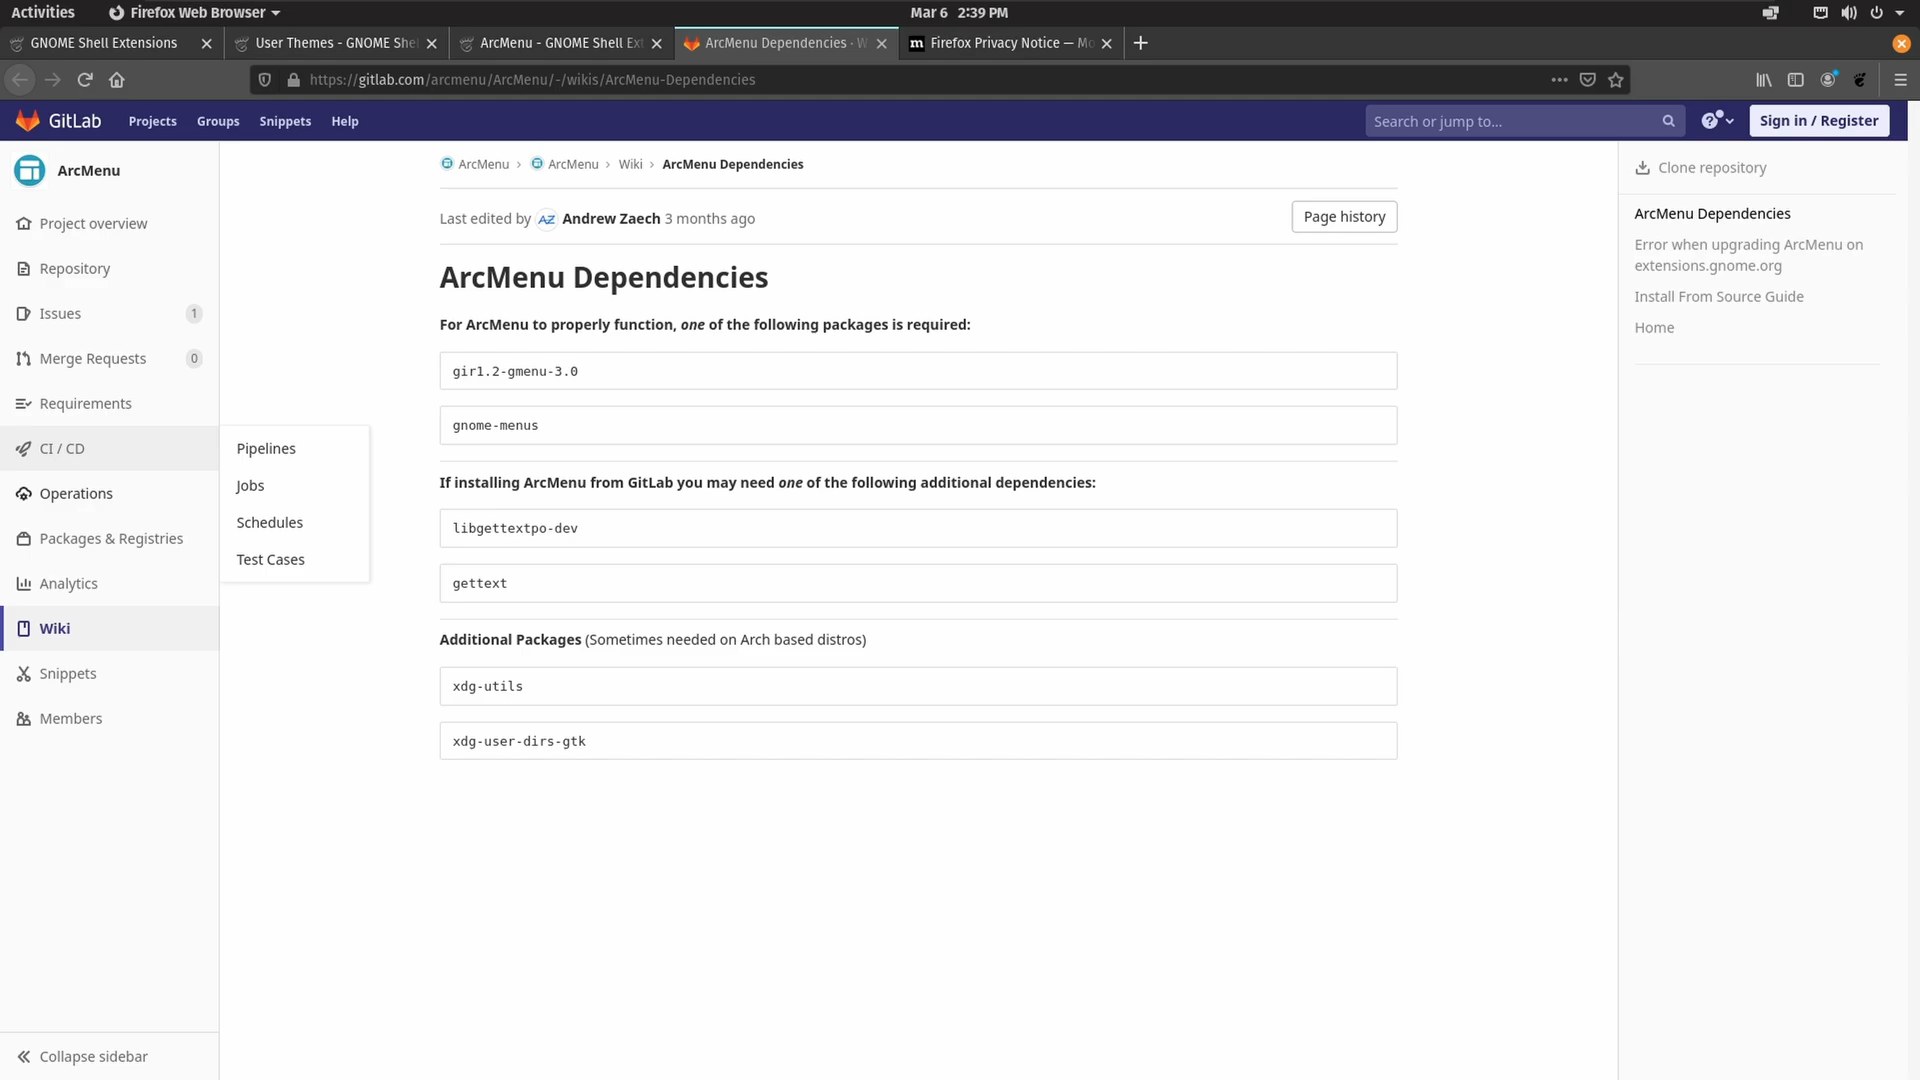 Activities
Firefox Web Browser
Mar 6 2:39 PM
GNOME Shell Extensions
User Themes - GNOME She
ArcMenu - GNOME Shell Ext
ArcMenu Dependencies · W
Firefox Privacy Notice — Mo
https://gitlab.com/arcmenu/ArcMenu/-/wikis/ArcMenu-Dependencies
GitLab
Projects
Groups
Snippets
Help
Search or jump to...
Sign in / Register
ArcMenu
Project overview
Repository
Issues 1
Merge Requests 0
Requirements
CI / CD
Operations
Packages & Registries
Analytics
Wiki
Snippets
Members
Collapse sidebar
Pipelines
Jobs
Schedules
Test Cases
ArcMenu › ArcMenu › Wiki › ArcMenu Dependencies
Last edited by AZ Andrew Zaech 3 months ago
Page history
ArcMenu Dependencies
For ArcMenu to properly function, one of the following packages is required:
gir1.2-gmenu-3.0
gnome-menus
If installing ArcMenu from GitLab you may need one of the following additional dependencies:
libgettextpo-dev
gettext
Additional Packages (Sometimes needed on Arch based distros)
xdg-utils
xdg-user-dirs-gtk
Clone repository
ArcMenu Dependencies
Error when upgrading ArcMenu on
extensions.gnome.org
Install From Source Guide
Home